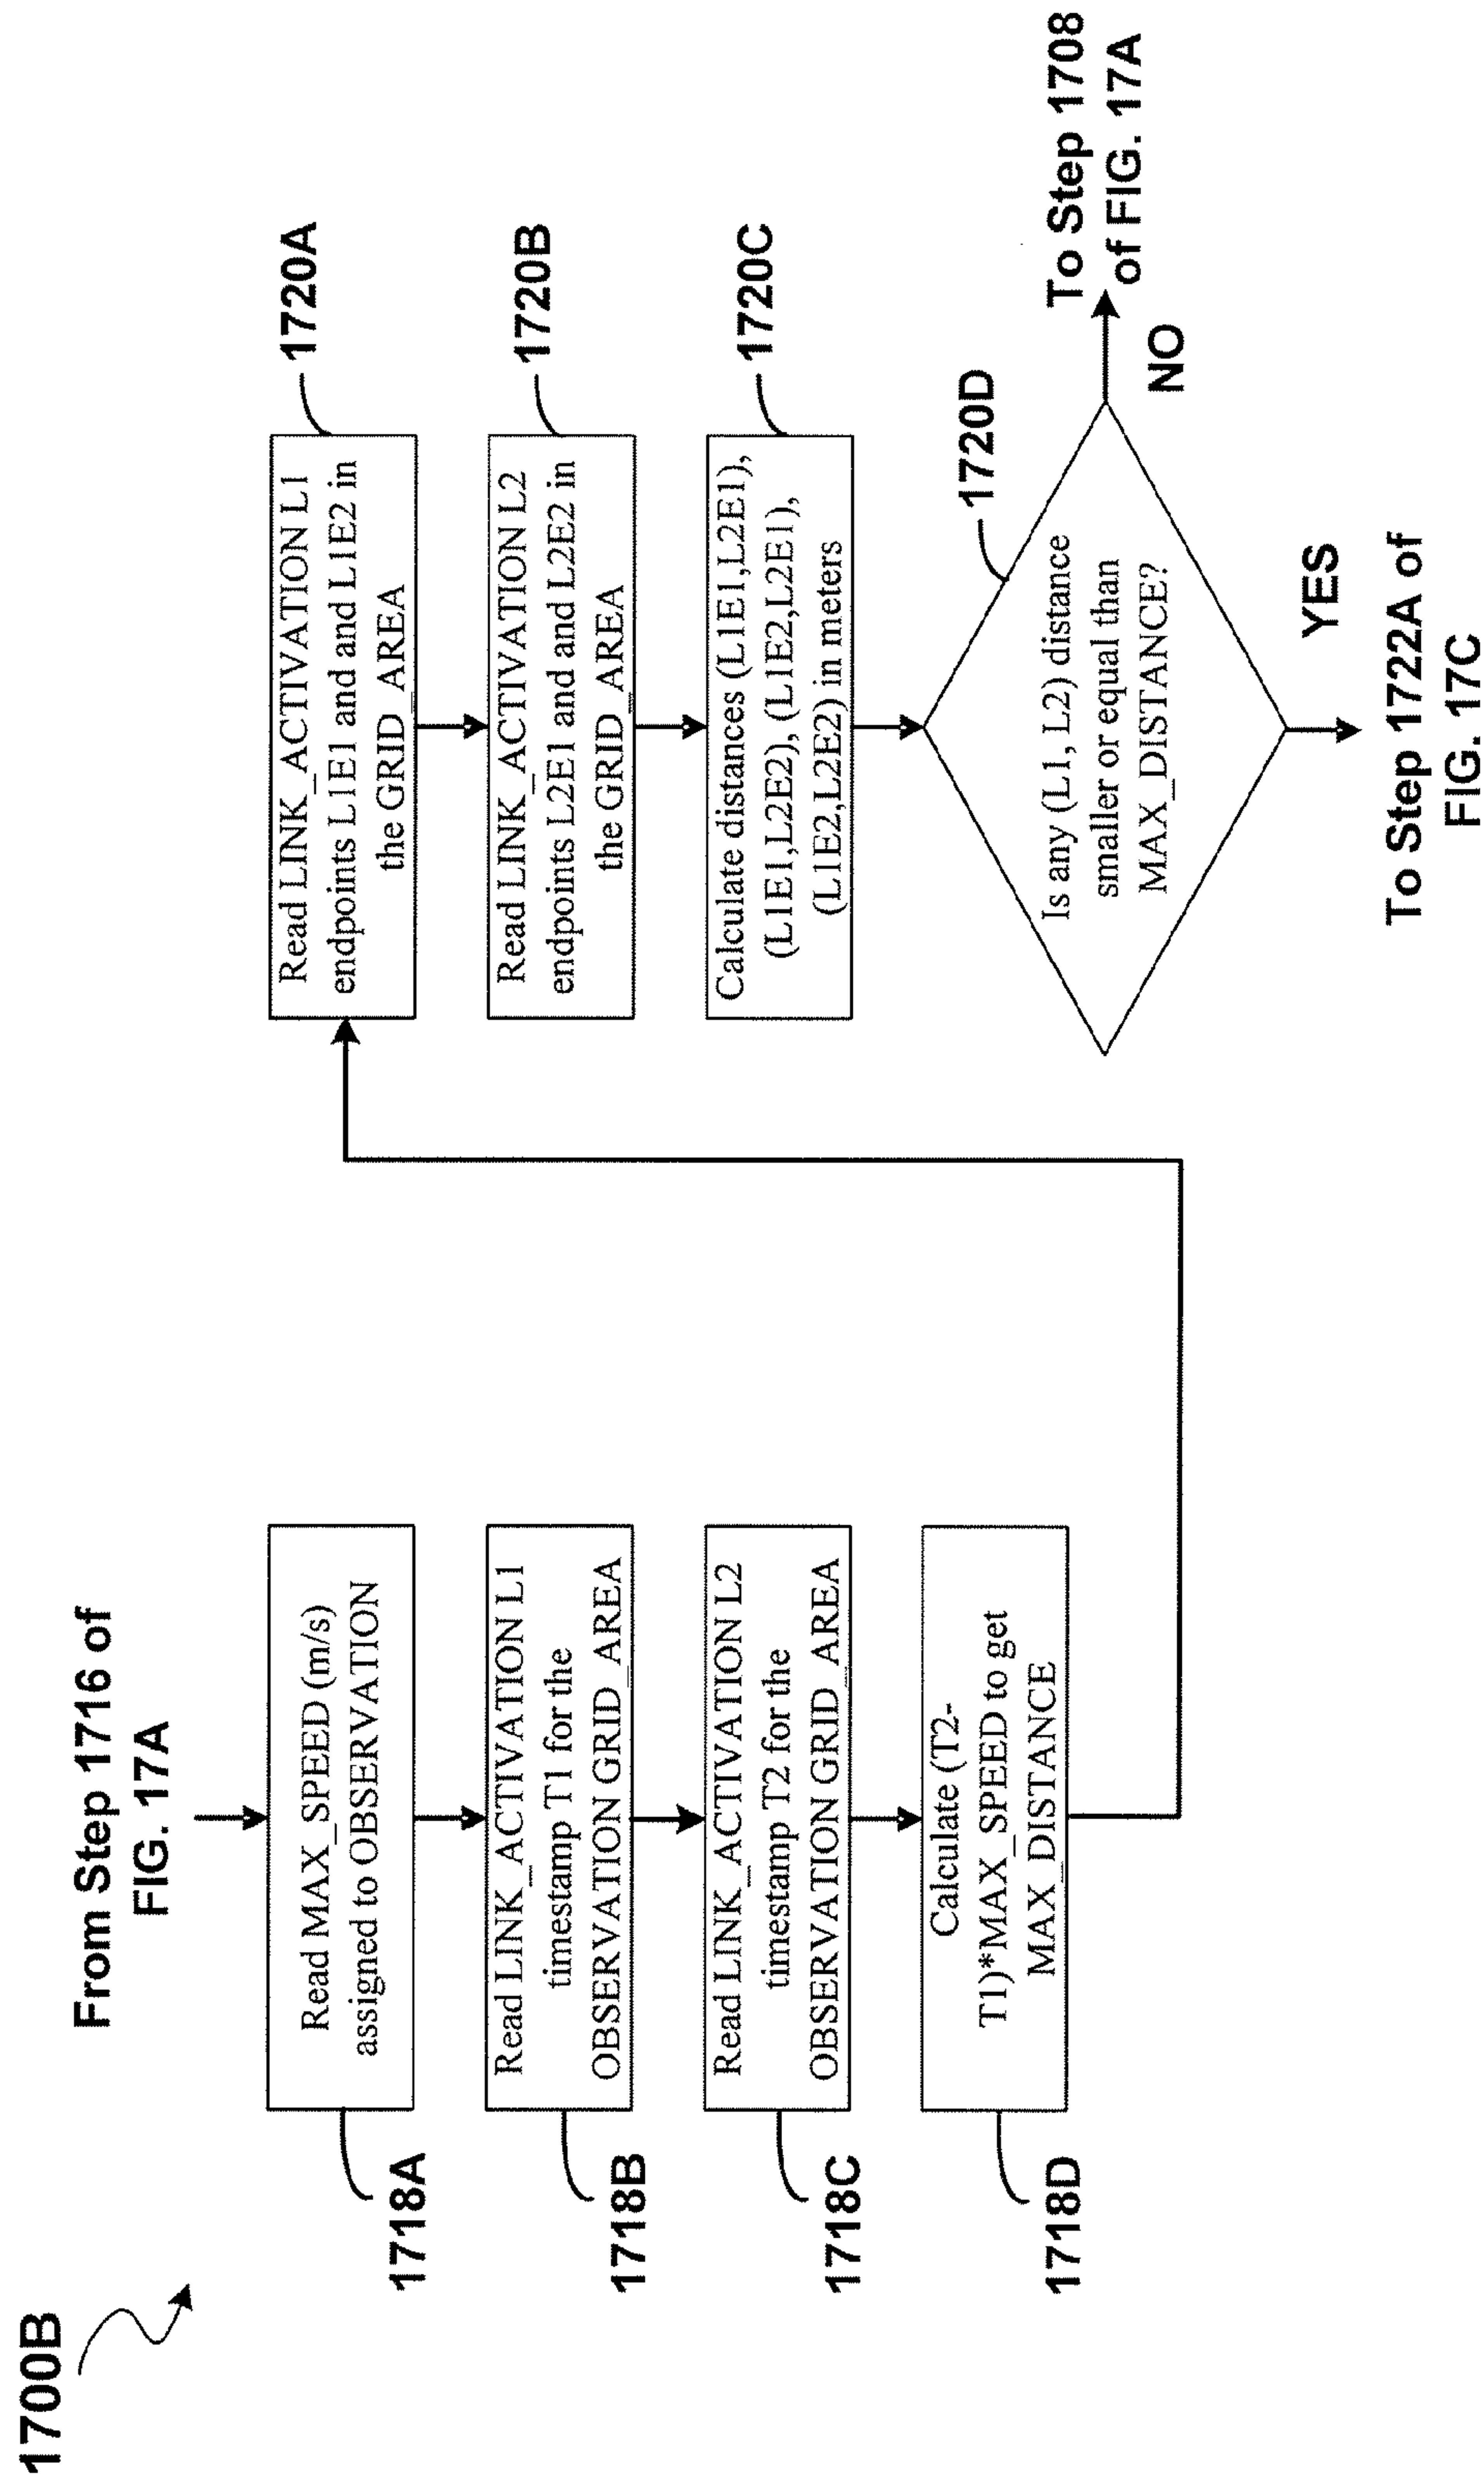 1700B
From Step 1716 of
FIG. 17A
1718A
Read MAX_SPEED (m/s)
assigned to OBSERVATION
1718B
Read LINK_ACTIVATION L1
timestamp T1 for the
OBSERVATION GRID_AREA
1718C
Read LINK_ACTIVATION L2
timestamp T2 for the
OBSERVATION GRID_AREA
1718D
Calculate (T2-
T1)*MAX_SPEED to get
MAX_DISTANCE
1720A
Read LINK_ACTIVATION L1
endpoints L1E1 and and L1E2 in
the GRID_AREA
1720B
Read LINK_ACTIVATION L2
endpoints L2E1 and and L2E2 in
the GRID_AREA
1720C
Calculate distances (L1E1,L2E1),
(L1E1,L2E2), (L1E2,L2E1),
(L1E2,L2E2) in meters
1720D
Is any (L1, L2) distance
smaller or equal than
MAX_DISTANCE?
NO
To Step 1708
of FIG. 17A
YES
To Step 1722A of
FIG. 17C